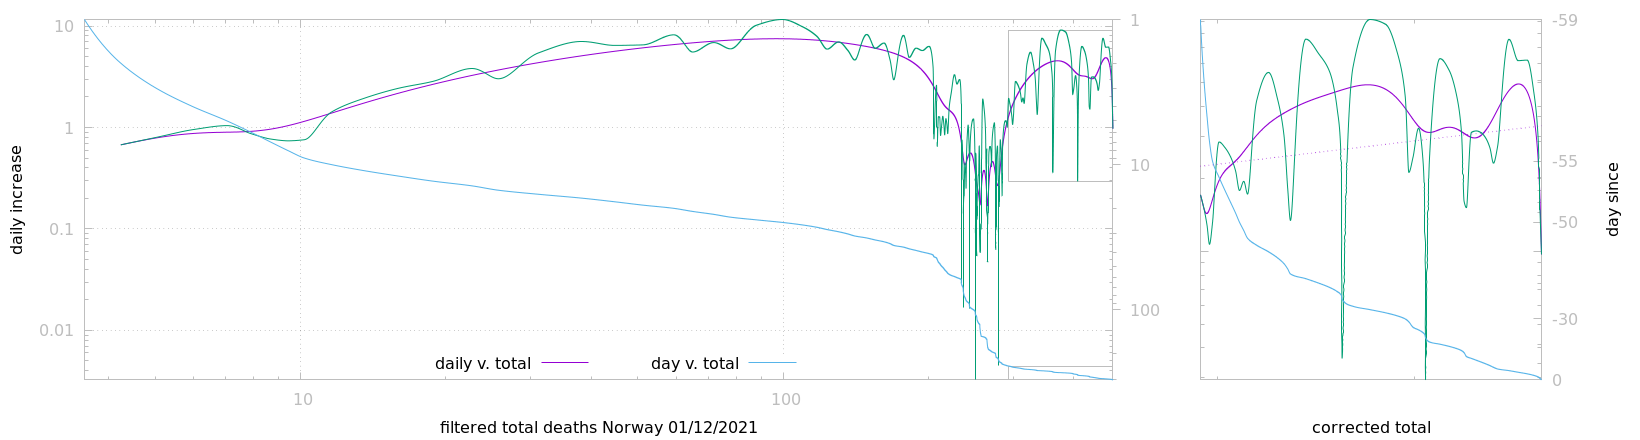 10
1
0.1
0.01
daily increase
10
100
1
10
100
daily v. total
day v. total
filtered total deaths Norway 01/12/2021
-59
-55
-50
-30
0
day since
corrected total